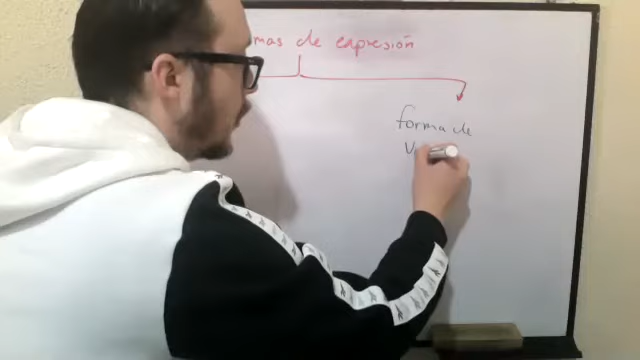 mas de expresión
forma de